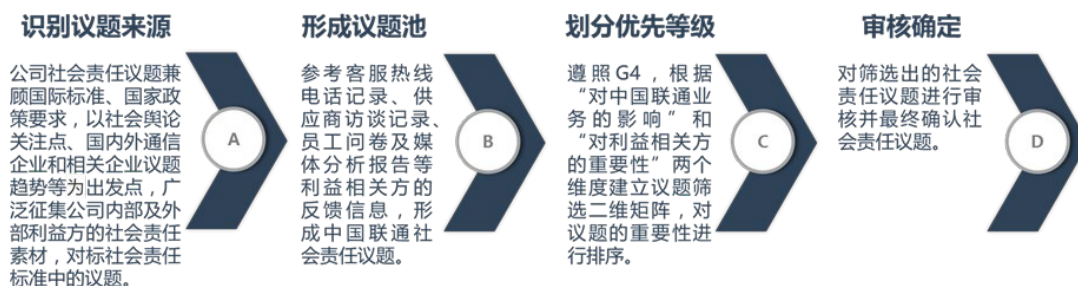 识别议题来源
公司社会责任议题兼
顾国际标准、国家政
策要求，以社会舆论
关注点、国内外通信
企业和相关企业议题
趋势等为出发点，广
泛征集公司内部及外
部利益方的社会责任
素材，对标社会责任
标准中的议题。
A
形成议题池
参考客服热线
电话记录、供
应商访谈记录、
员工问卷及媒
体分析报告等
利益相关方的
反馈信息，形
成中国联通社
会责任议题。
B
划分优先等级
遵照G4，根据
“对中国联通业
务的影响”和
“对利益相关方
的重要性”两个
维度建立议题筛
选二维矩阵，对
议题的重要性进
行排序。
C
审核确定
对筛选出的社会
责任议题进行审
核并最终确认社
会责任议题。
D